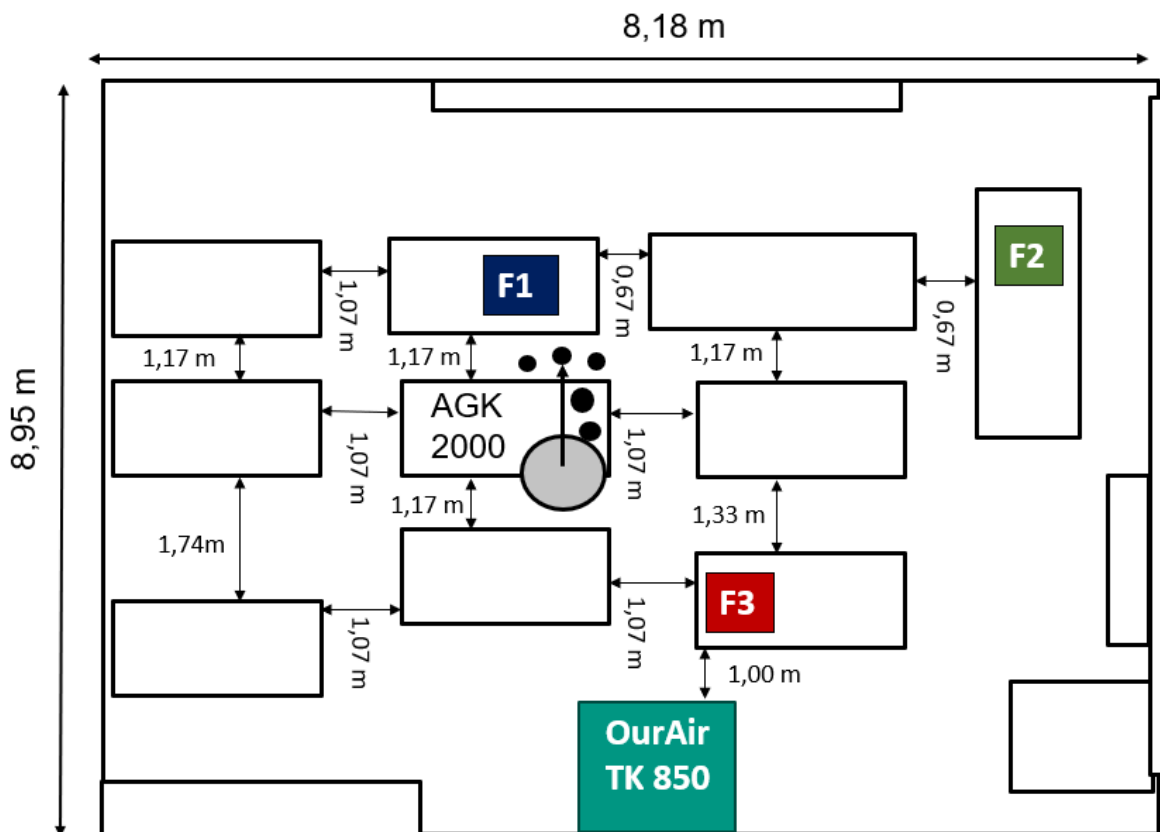 8,18 m
8,95 m
F1
F2
1,07 m
0,67 m
0,67 m
1,17 m
1,17 m
1,17 m
AGK
2000
1,07 m
1,07 m
1,17 m
1,33 m
1,74m
F3
1,07 m
1,07 m
1,00 m
OurAir
TK 850